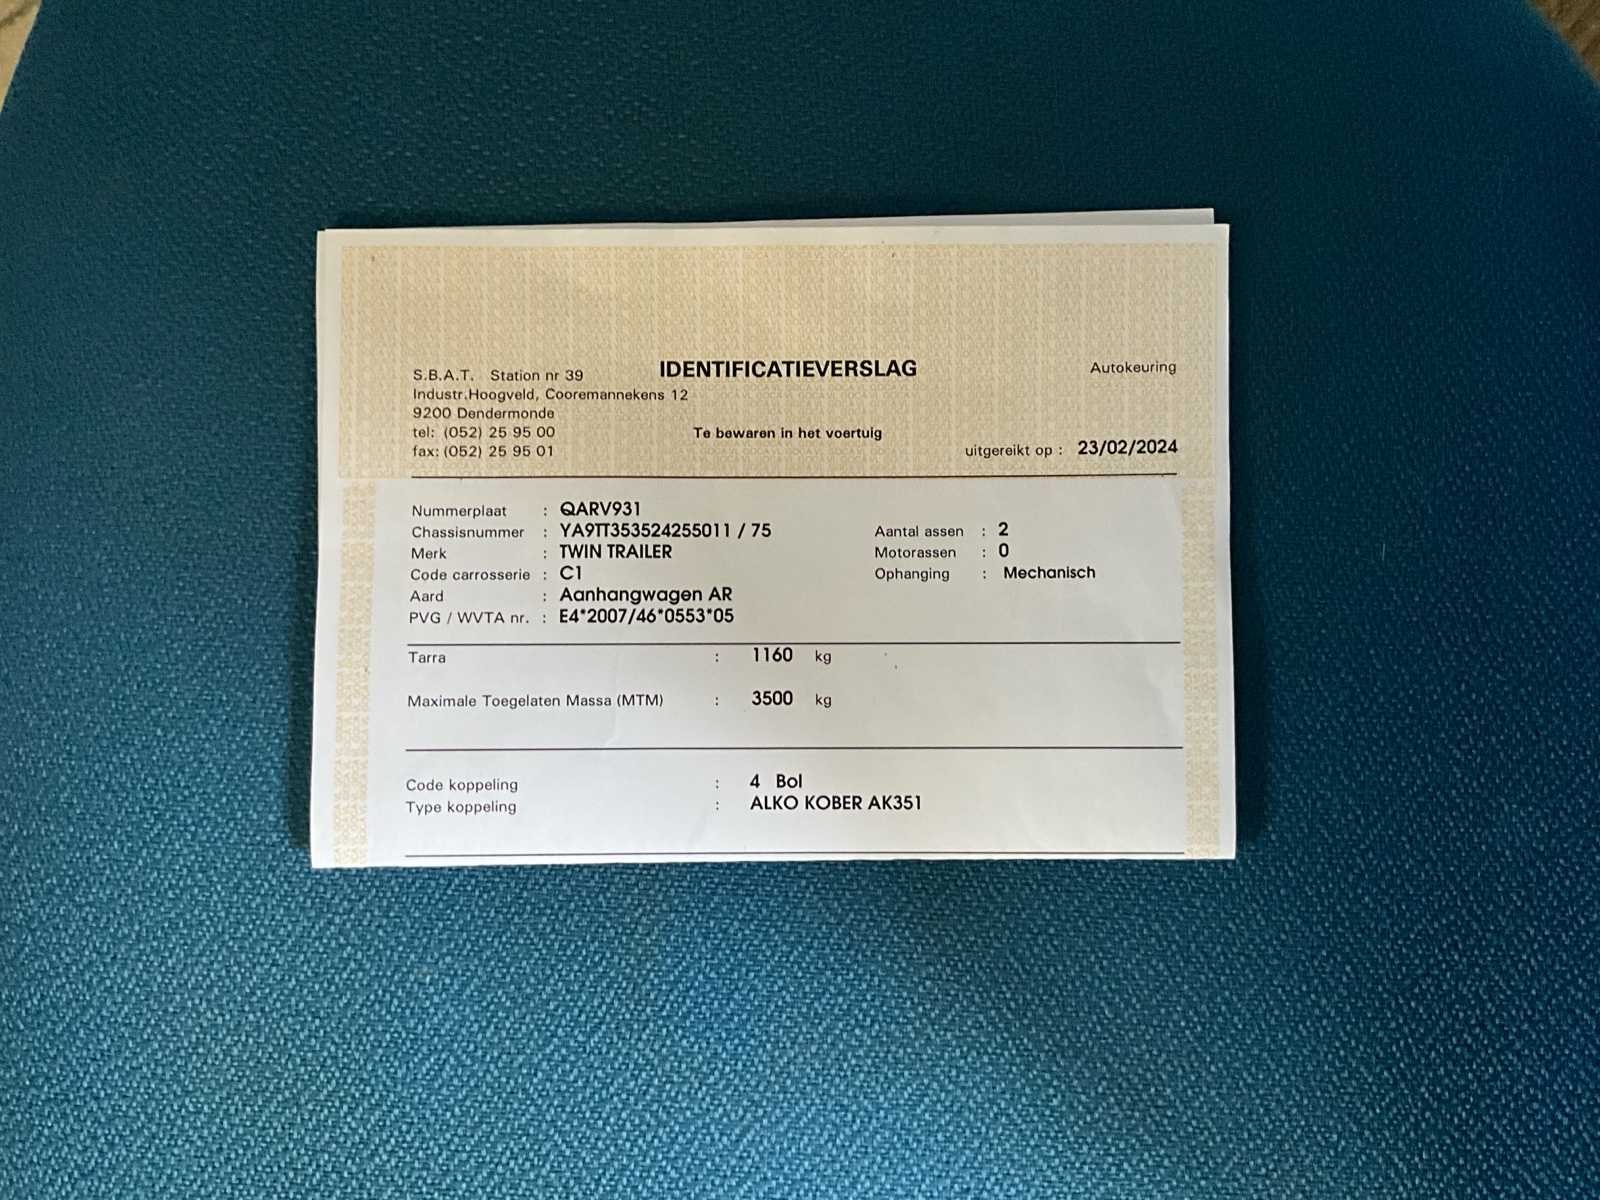 IDENTIFICATIEVERSLAG
Autokeuring
S.B.A.T. Station nr 39
Industr.Hoogveld, Cooremannekens 12
9200 Dendermonde
tel: (052) 25 95 00
fax: (052) 25 95 01
Te bewaren in het voertuig
uitgereikt op : 23/02/2024
Nummerplaat : QARV931
Chassisnummer : YA9TT353524255011 / 75
Merk : TWIN TRAILER
Code carrosserie : C1
Aard : Aanhangwagen AR
PVG / WVTA nr. : E4*2007/46*0553*05
Aantal assen : 2
Motorassen : 0
Ophanging : Mechanisch
Tarra : 1160 kg
Maximale Toegelaten Massa (MTM) : 3500 kg
Code koppeling : 4 Bol
Type koppeling : ALKO KOBER AK351